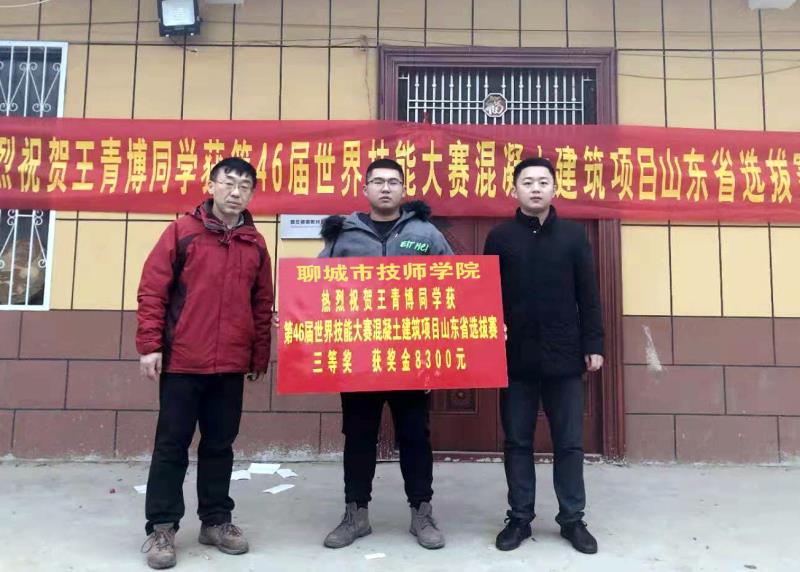 烈祝贺王青博同学获第46届世界技能大赛混凝土建筑项目山东省选拔赛
聊城市技师学院
热烈祝贺王青博同学获
第46届世界技能大赛混凝土建筑项目山东省选拔赛
三等奖 获奖金8300元